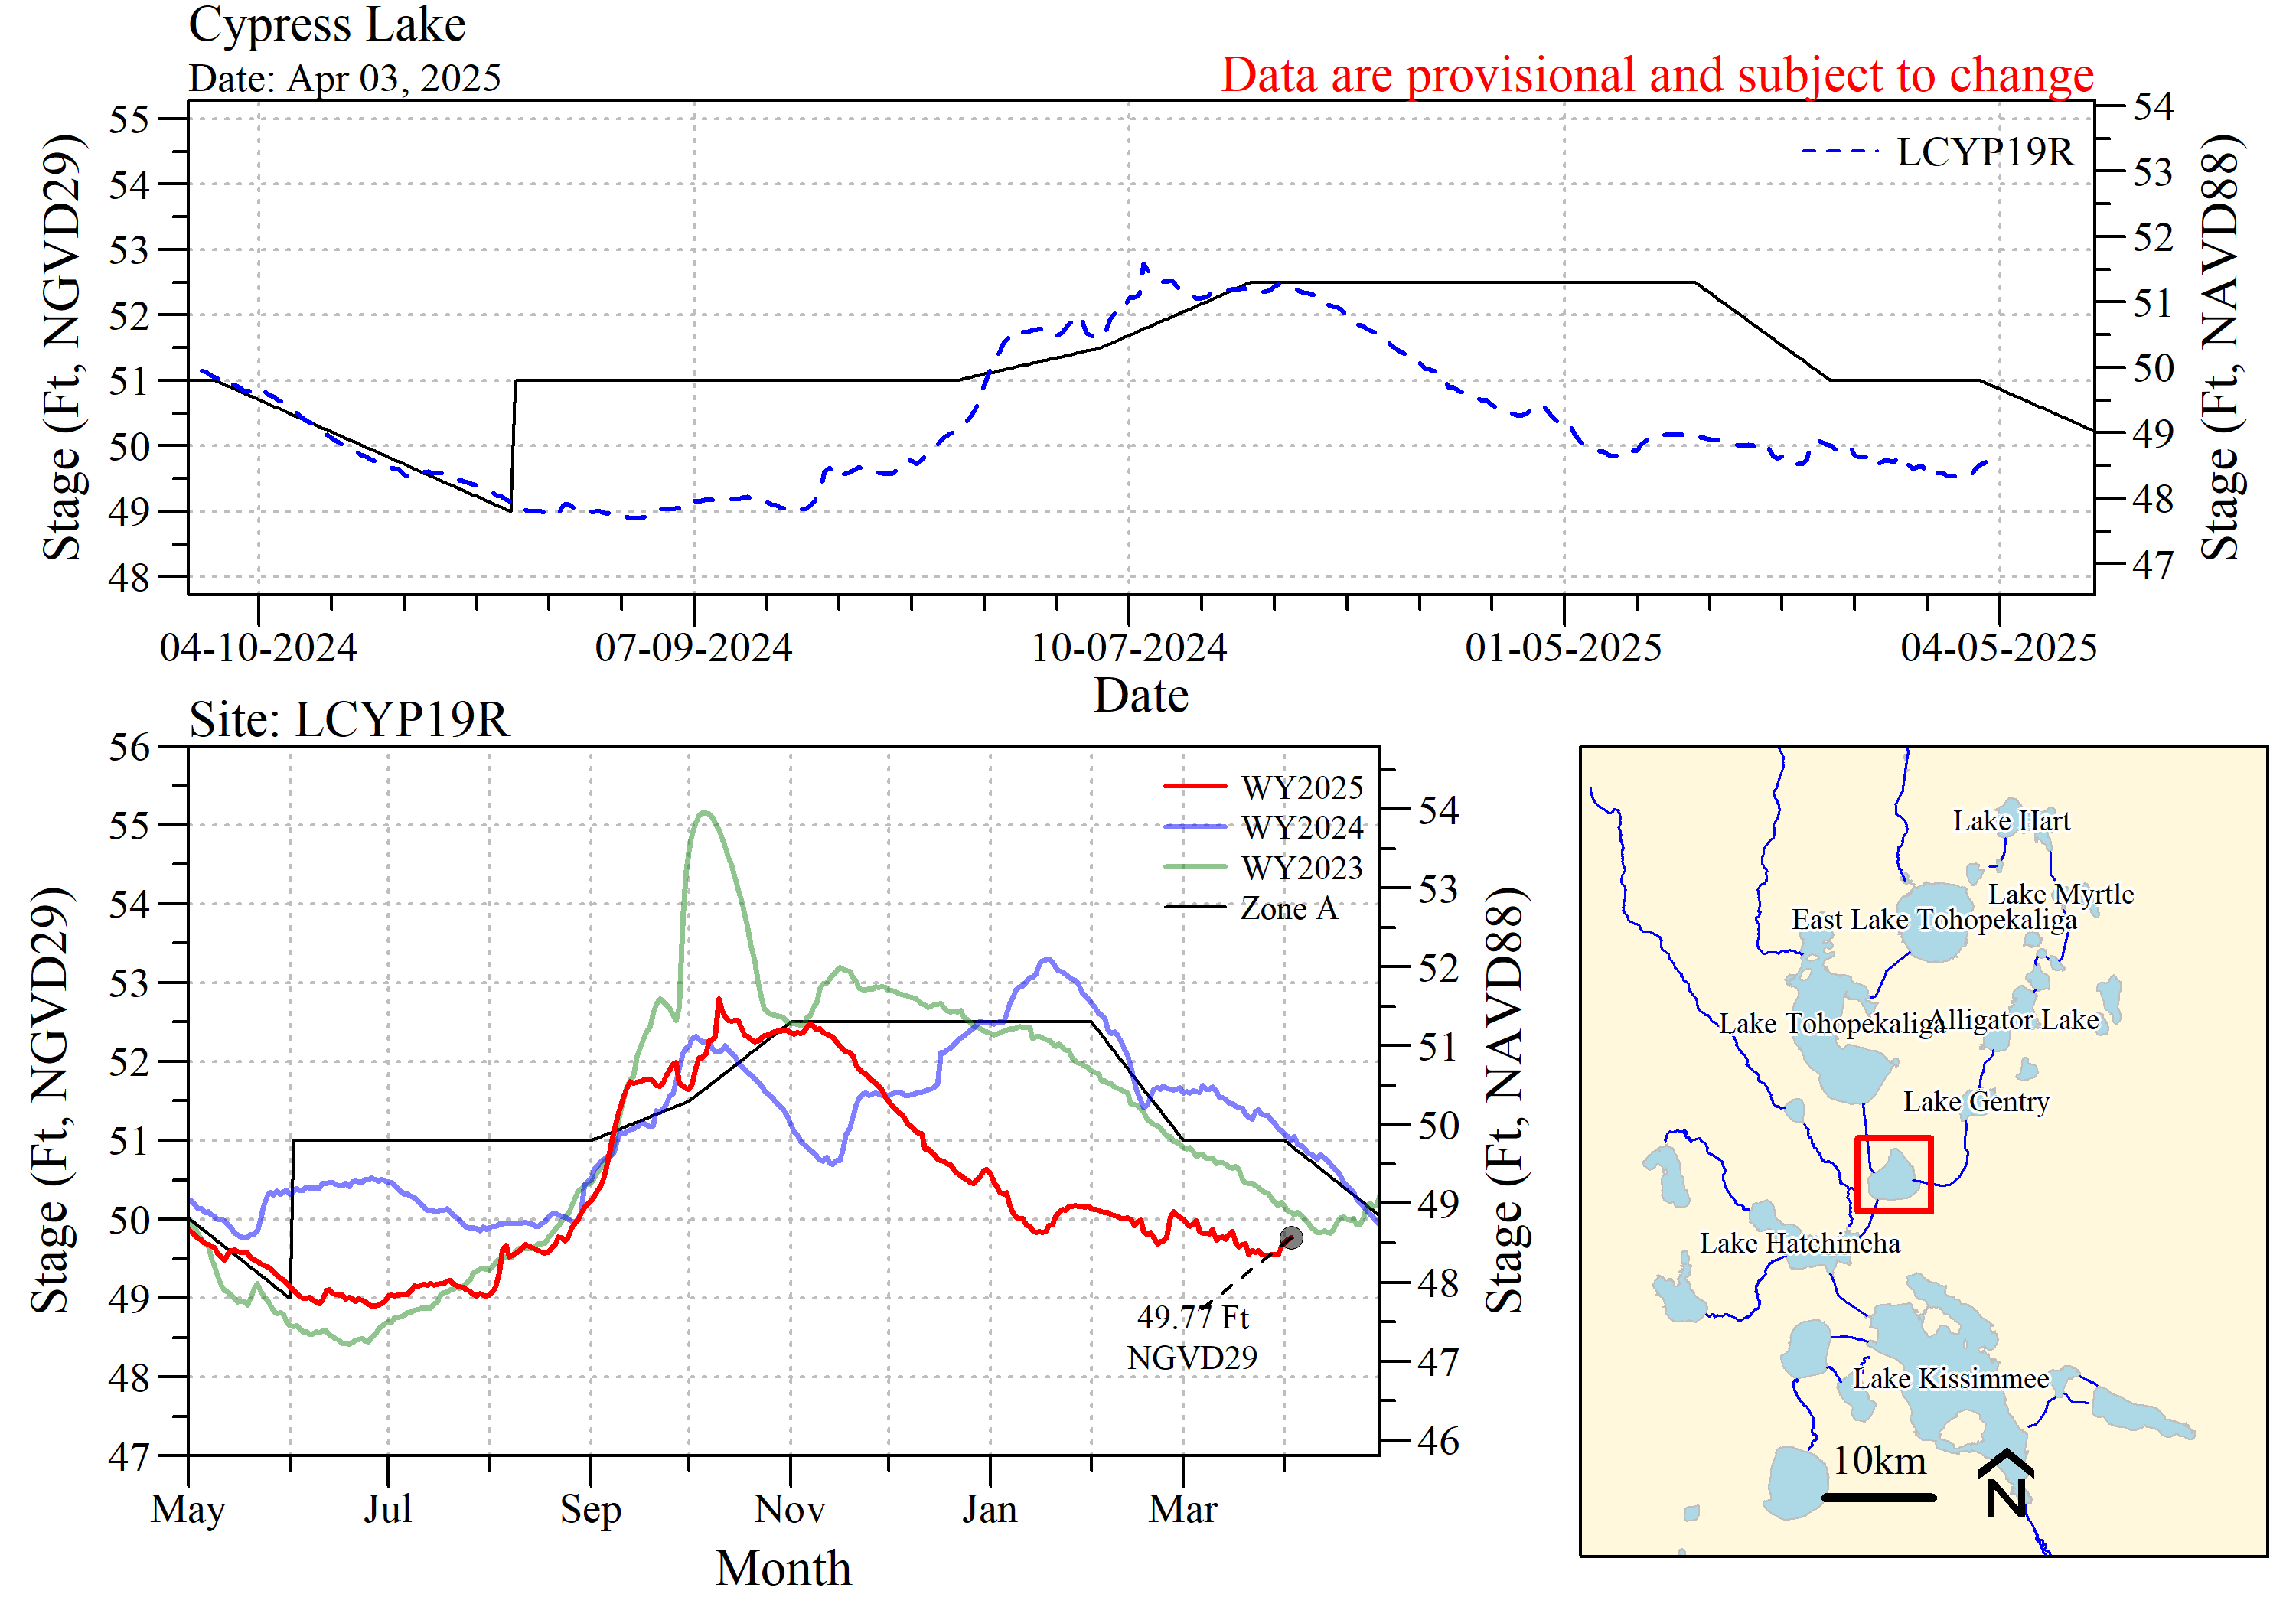 Cypress Lake
Date: Apr 03, 2025
Data are provisional and subject to change
Stage (Ft, NGVD29)
55
54
53
52
51
50
49
48
LCYP19R
54
53
52
51
50
49
48
47
Stage (Ft, NAVD88)
04-10-2024 07-09-2024 10-07-2024 01-05-2025 04-05-2025
Date
Site: LCYP19R
Stage (Ft, NGVD29)
56
55
54
53
52
51
50
49
48
47
WY2025
WY2024
WY2023
Zone A
49.77 Ft
NGVD29
54
53
52
51
50
49
48
47
46
Stage (Ft, NAVD88)
May Jul Sep Nov Jan Mar
Month
Lake Hart
Lake Myrtle
East Lake Tohopekaliga
Lake Tohopekaliga
Alligator Lake
Lake Gentry
Lake Hatchineha
Lake Kissimmee
10km
N